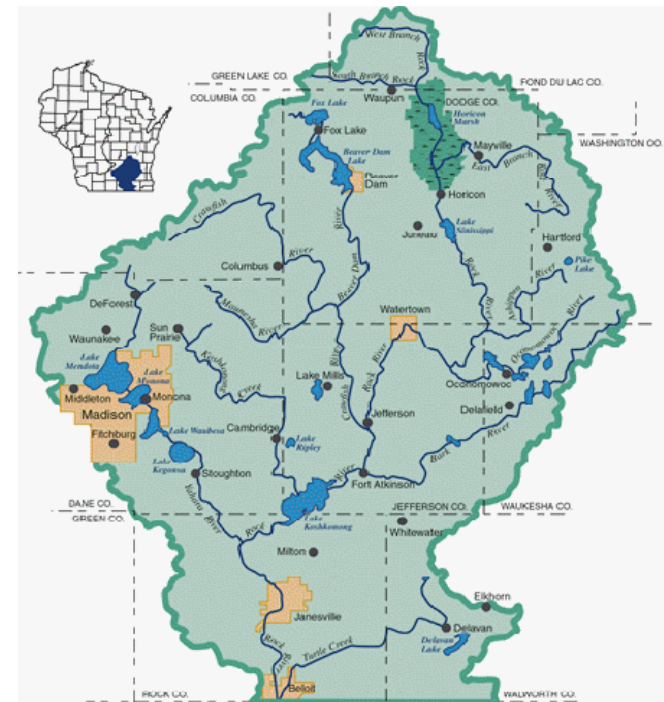 West Branch
Rock
GREEN LAKE CO.
South Branch Rock
FOND DU LAC CO.
COLUMBIA CO.
Waupun
DODGE CO.
Fox Lake
Horicon
Marsh
Fox Lake
WASHINGTON CO.
Mayville
Beaver Dam
Lake
East Branch
Rock
River
Beaver
Dam
Horicon
Crawfish
River
Lake
Sinissippi
Juneau
Hartford
River
Columbus
Beaver Dam
Rock
River
Pike
Lake
Ashippun
River
DeForest
Maunesha
River
Watertown
Sun
Prairie
Waunakee
Lake
Mendota
Lake
Monona
Koshkonong
Creek
River
Rock
River
Oconomowoc
River
Lake Mills
Oconomowoc
Middleton
Monona
Crawfish
Delafield
Madison
Jefferson
Fitchburg
Lake Waubesa
Cambridge
Lake
Ripley
Bark
River
Lake
Kegonsa
Stoughton
River
Fort Atkinson
DANE CO.
GREEN CO.
Yahara
River
Rock
Lake
Koshkonong
JEFFERSON CO.
WAUKESHA CO.
Whitewater
Milton
Elkhorn
Janesville
Delavan
Rock
River
Turtle Creek
Delavan
Lake
Beloit
ROCK CO.
WALWORTH CO.